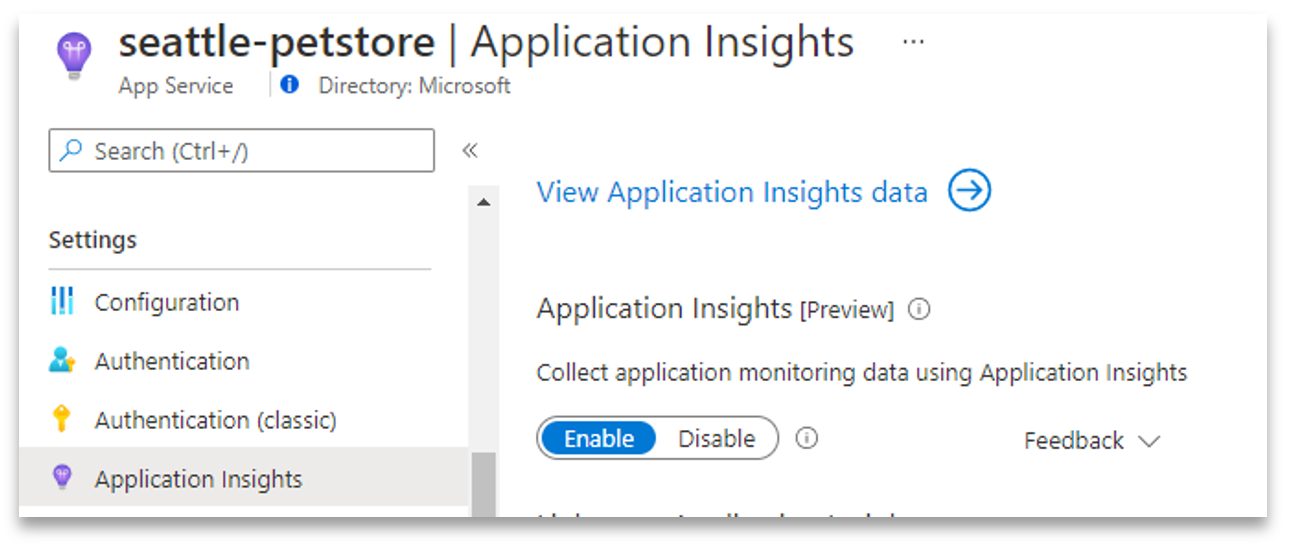 seattle-petstore | Application Insights ...
App Service | Directory: Microsoft
Search (Ctrl+/) «
View Application Insights data
Settings
Configuration
Authentication
Authentication (classic)
Application Insights
Application Insights [Preview]
Collect application monitoring data using Application Insights
Enable Disable
Feedback